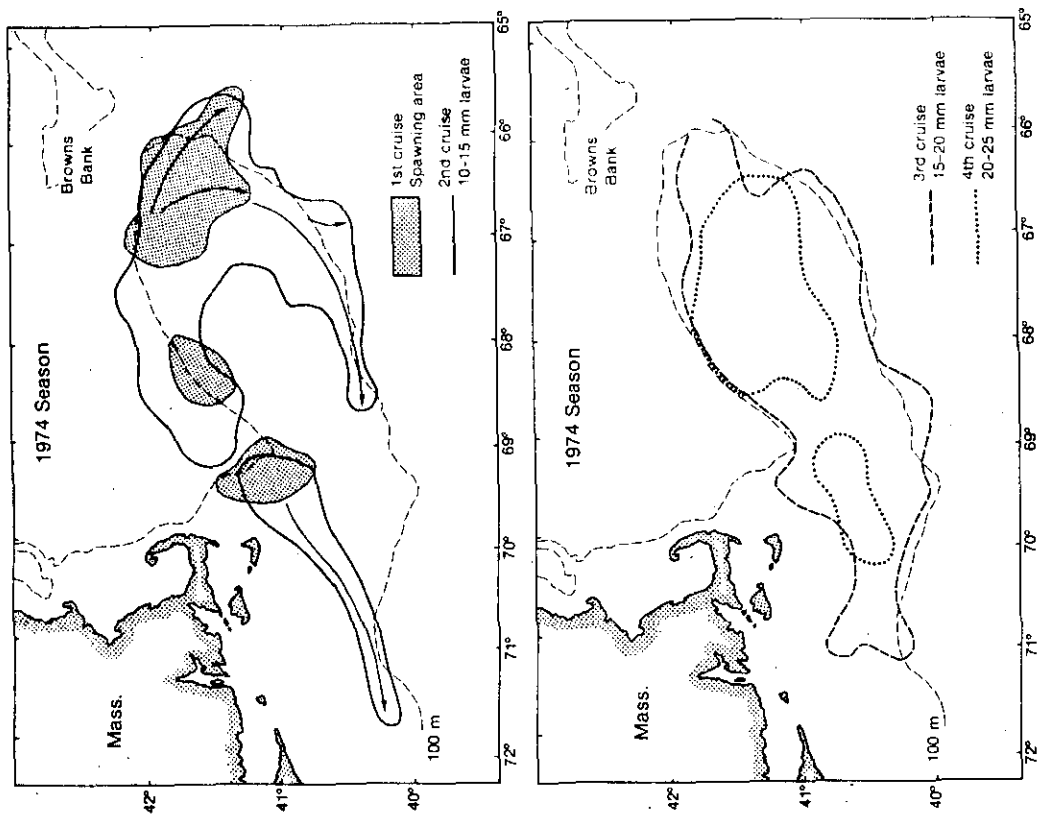 1974 Season
Browns
Bank
Mass.
100 m
1st cruise
Spawning area
2nd cruise
10-15 mm larvae
42°
41°
40°
72°
71°
70°
69°
68°
67°
66°
65°
1974 Season
Browns
Bank
Mass.
100 m
3rd cruise
15-20 mm larvae
4th cruise
20-25 mm larvae
42°
41°
40°
72°
71°
70°
69°
68°
67°
66°
65°